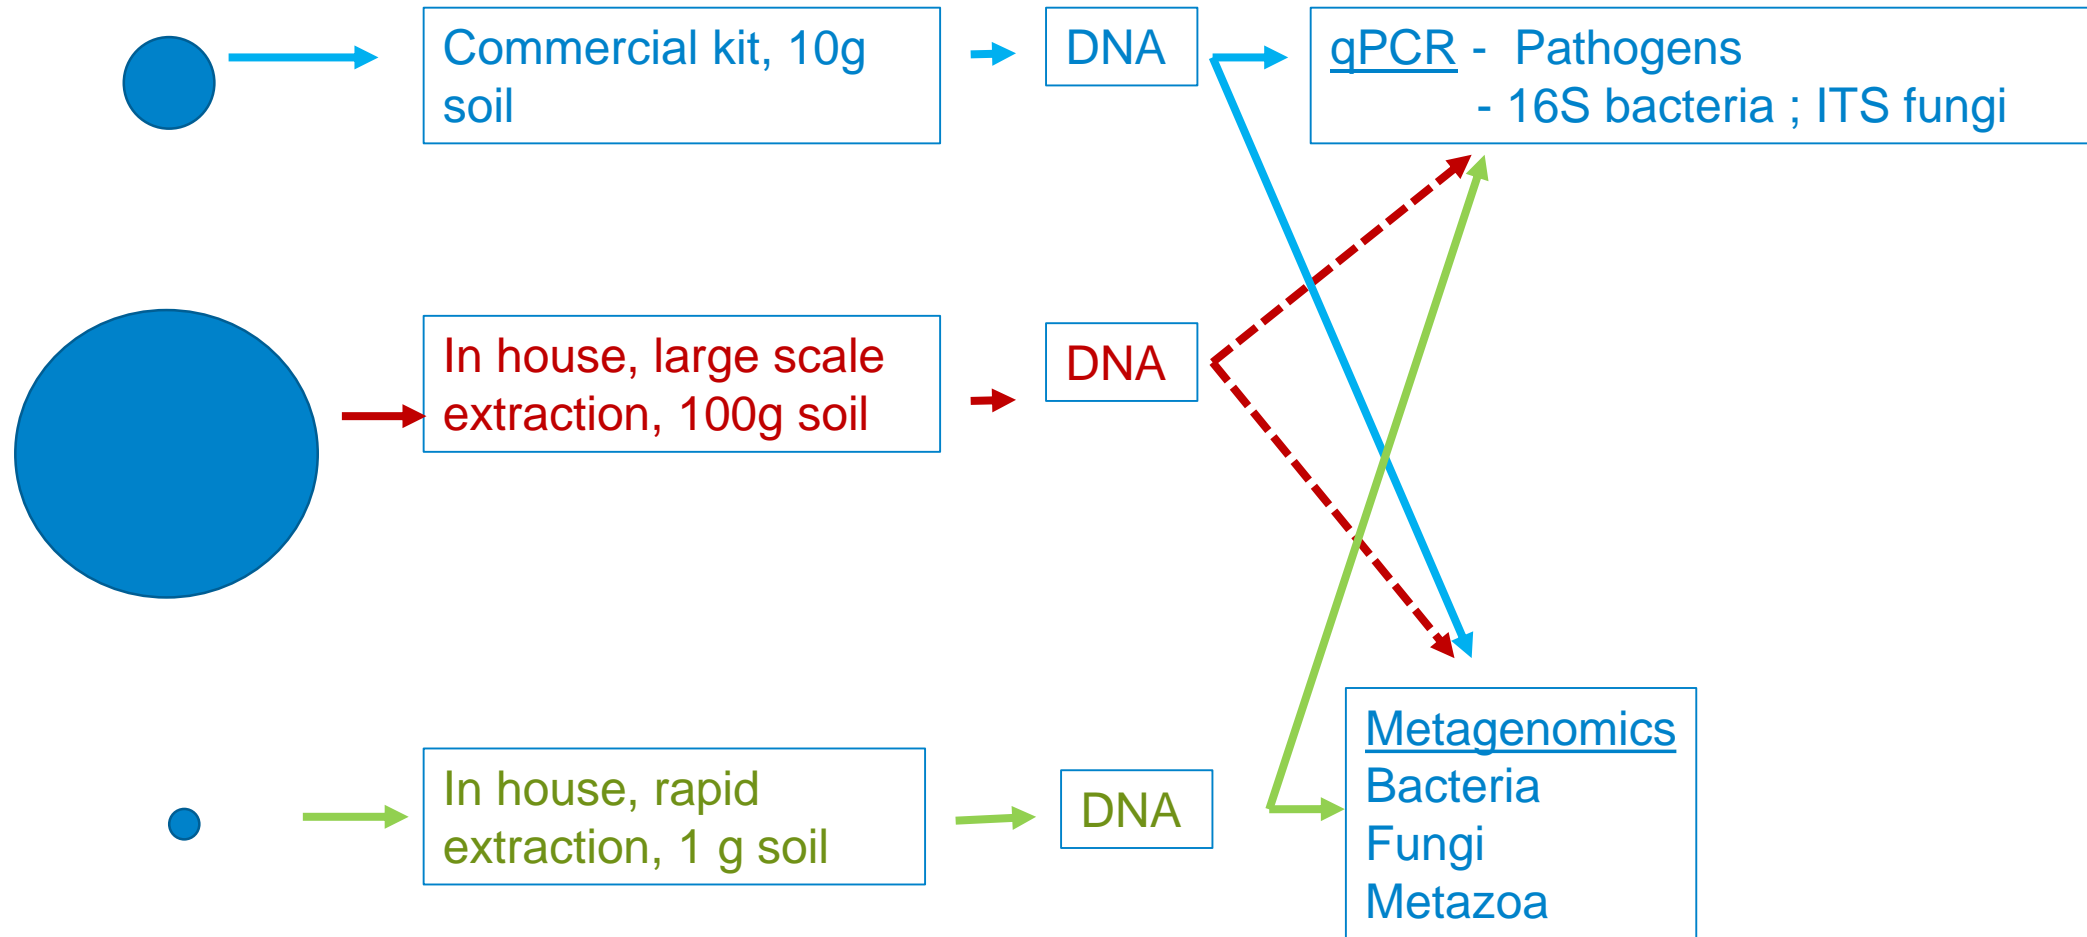 Commercial kit, 10g
soil
DNA
qPCR - Pathogens
- 16S bacteria ; ITS fungi
In house, large scale
extraction, 100g soil
DNA
In house, rapid
extraction, 1 g soil
DNA
Metagenomics
Bacteria
Fungi
Metazoa